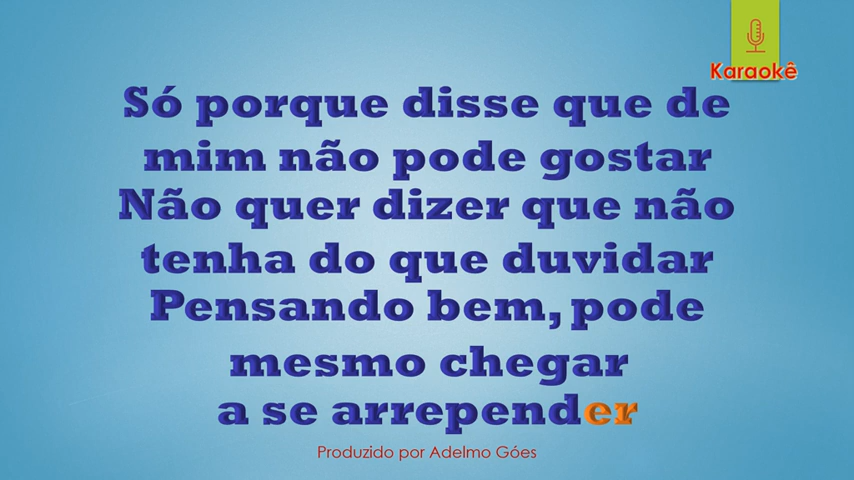 Karaokê
Só porque disse que de
mim não pode gostar
Não quer dizer que não
tenha do que duvidar
Pensando bem, pode
mesmo chegar
a se arrepender
Produzido por Adelmo Góes